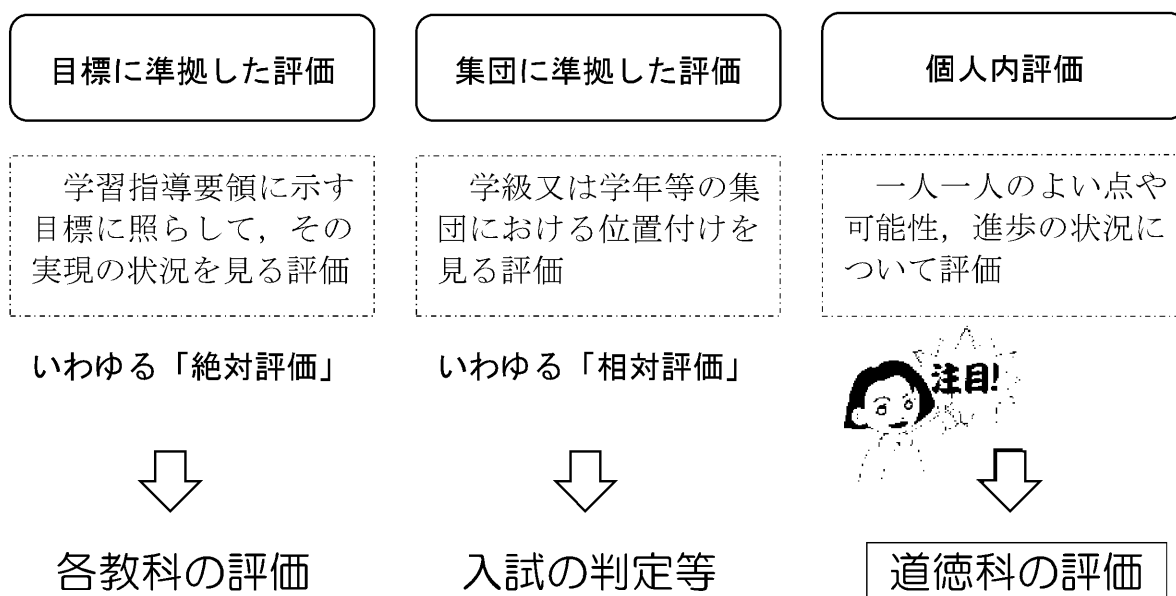 目標に準拠した評価
学習指導要領に示す
目標に照らして，その
実現の状況を見る評価
いわゆる「絶対評価」
各教科の評価
集団に準拠した評価
学級又は学年等の集
団における位置付けを
見る評価
いわゆる「相対評価」
入試の判定等
個人内評価
一人一人のよい点や
可能性，進歩の状況に
ついて評価
注目!
道徳科の評価